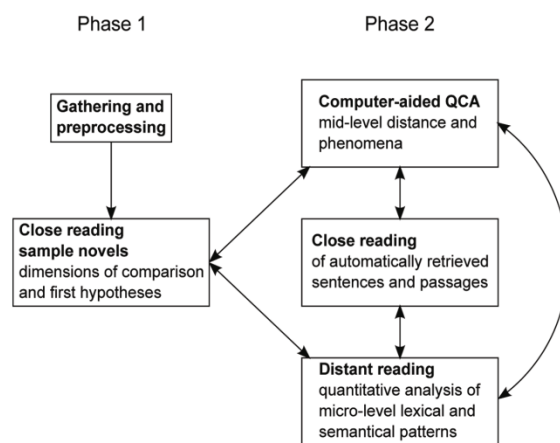 Phase 1
Phase 2
Gathering and
preprocessing
Close reading
sample novels
dimensions of comparison
and first hypotheses
Computer-aided QCA
mid-level distance and
phenomena
Close reading
of automatically retrieved
sentences and passages
Distant reading
quantitative analysis of
micro-level lexical and
semantical patterns